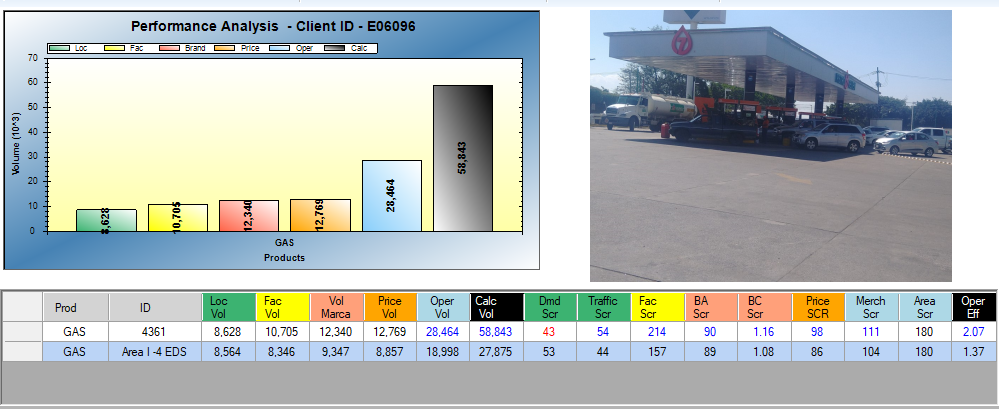 Performance Analysis - Client ID - E06096
Loc Fac Brand Price Oper Calc
Volume (10^3)
70
60
50
40
30
20
10
0
8,628
10,705
12,340
12,769
28,464
58,843
GAS
Products
Prod ID Loc Vol Fac Vol Vol Marca Price Vol Oper Vol Calc Vol Dmd Scr Traffic Scr Fac Scr BA Scr BC Scr Price SCR Merch Scr Area Scr Oper Eff
GAS 4361 8,628 10,705 12,340 12,769 28,464 58,843 43 54 214 90 1.16 98 111 180 2.07
GAS Area I -4 EDS 8,564 8,346 9,347 8,857 18,998 27,875 53 44 157 89 1.08 86 104 180 1.37